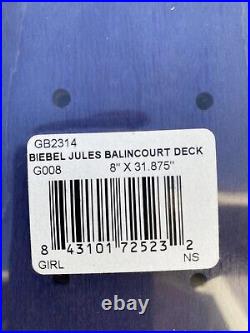 GB2314
BIEBEL JULES BALINCOURT DECK
G008 8" X 31.875"
8 43101 72523 2
GIRL NS